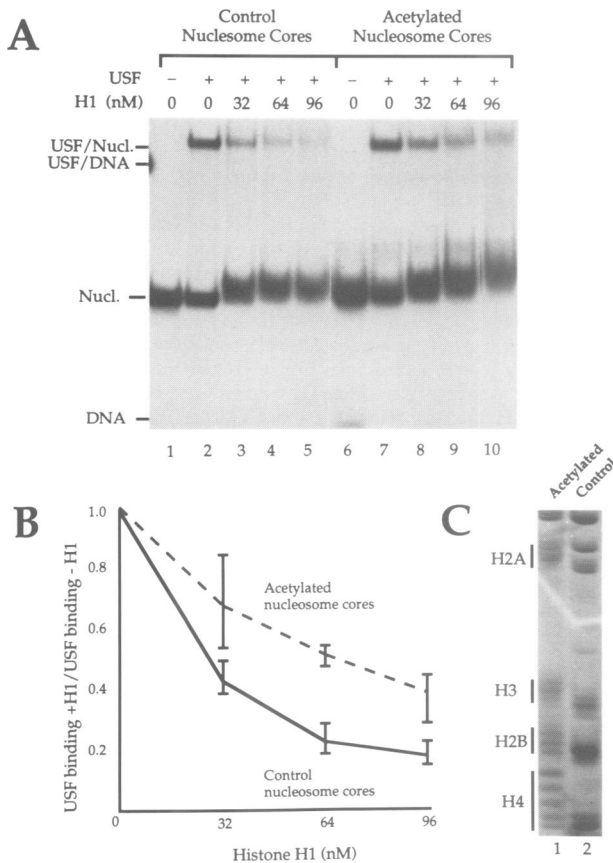 A
Control
Nuclesome Cores
Acetylated
Nucleosome Cores
USF − + + + + − + + + +
H1 (nM) 0 0 32 64 96 0 0 32 64 96
USF/Nucl.
USF/DNA
Nucl.
DNA
1 2 3 4 5 6 7 8 9 10
B
USF binding +H1/USF binding - H1
1.0
0.8
0.6
0.4
0.2
0
32
64
96
Acetylated
nucleosome cores
Control
nucleosome cores
Histone H1 (nM)
C
Acetylated
Control
H2A
H3
H2B
H4
1 2